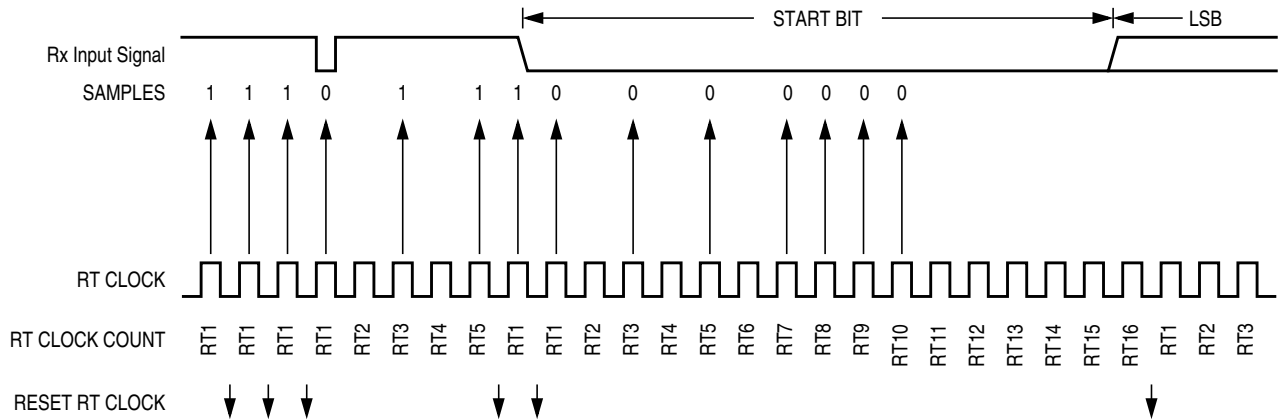 START BIT LSB
Rx Input Signal
SAMPLES 1 1 1 0 1 1 1 0 0 0 0 0 0 0
RT CLOCK
RT CLOCK COUNT RT1 RT1 RT1 RT1 RT2 RT3 RT4 RT5 RT1 RT1 RT2 RT3 RT4 RT5 RT6 RT7 RT8 RT9 RT10 RT11 RT12 RT13 RT14 RT15 RT16 RT1 RT2 RT3
RESET RT CLOCK